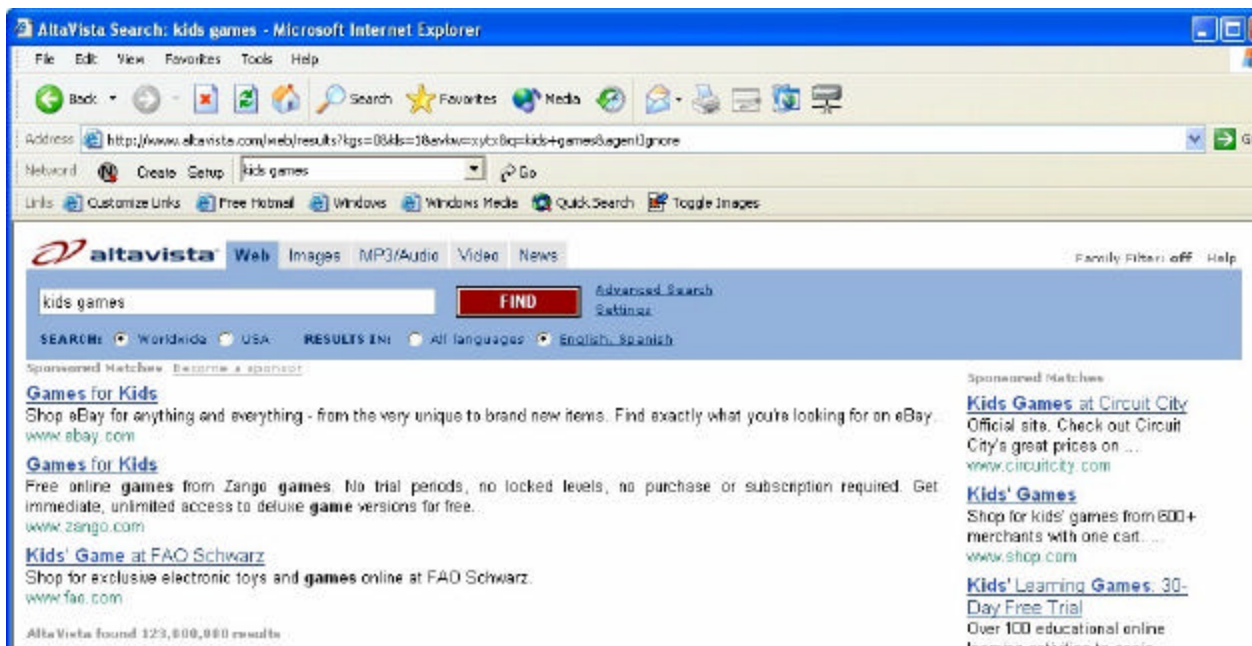 AltaVista Search: kids games - Microsoft Internet Explorer
File Edit View Favorites Tools Help
Back Search Favorites Media
Address http://www.altavista.com/web/results?kgs=0&kls=1&avkw=xytx&q=kids+games&
Create Setup kids games Go
Links Customize Links Free Hotmail Windows Windows Media Quick Search Toggle Images
altavista Web Images MP3/Audio Video News
Family Filter: off Help
kids games FIND Advanced Search
Settings
SEARCH: Worldwide USA RESULTS IN: All languages English, Spanish
Sponsored Matches Become a sponsor
Games for Kids
Shop eBay for anything and everything - from the very unique to brand new items. Find exactly what you're looking for on eBay.
www.ebay.com
Games for Kids
Free online games from Zango games. No trial periods, no locked levels, no purchase or subscription required. Get
immediate, unlimited access to deluxe game versions for free.
www.zango.com
Kids' Game at FAO Schwarz
Shop for exclusive electronic toys and games online at FAO Schwarz.
www.fao.com
AltaVista found results
Sponsored Matches
Kids Games at Circuit City
Official site. Check out Circuit
City's great prices on ...
www.circuitcity.com
Kids' Games
Shop for kids' games from 600+
merchants with one cart. ...
www.shop.com
Kids' Learning Games: 30-
Day Free Trial
Over 100 educational online